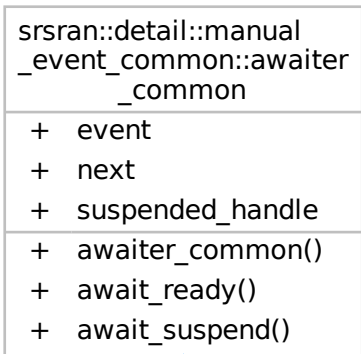 srsran::detail::manual
_event_common::awaiter
_common
+ event
+ next
+ suspended_handle
+ awaiter_common()
+ await_ready()
+ await_suspend()